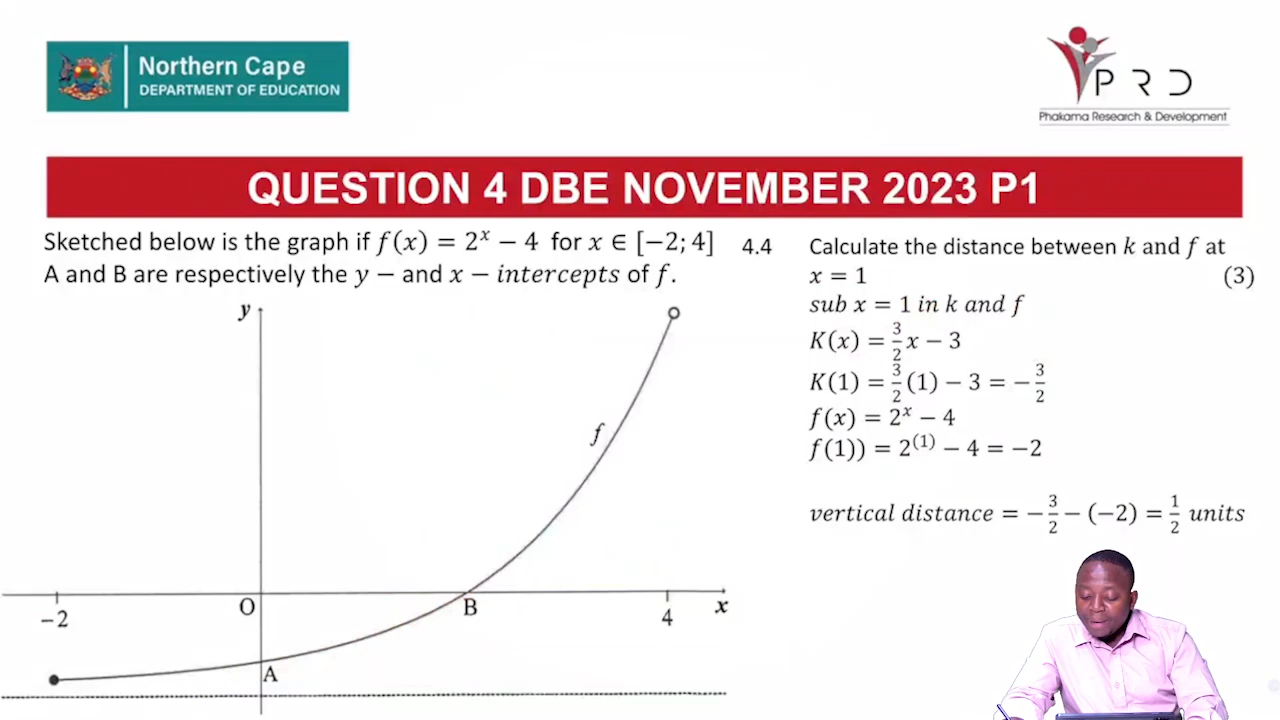 Northern Cape
DEPARTMENT OF EDUCATION
P R D
Phakama Research & Development
QUESTION 4 DBE NOVEMBER 2023 P1
Sketched below is the graph if f(x) = 2ˣ − 4 for x ∈ [−2; 4]
A and B are respectively the y − and x − intercepts of f.
y
f
O
B
x
−2
4
A
4.4 Calculate the distance between k and f at
x = 1 (3)
sub x = 1 in k and f
K(x) = 3/2 x − 3
K(1) = 3/2 (1) − 3 = − 3/2
f(x) = 2ˣ − 4
f(1)) = 2⁽¹⁾ − 4 = −2
vertical distance = − 3/2 − (−2) = 1/2 units